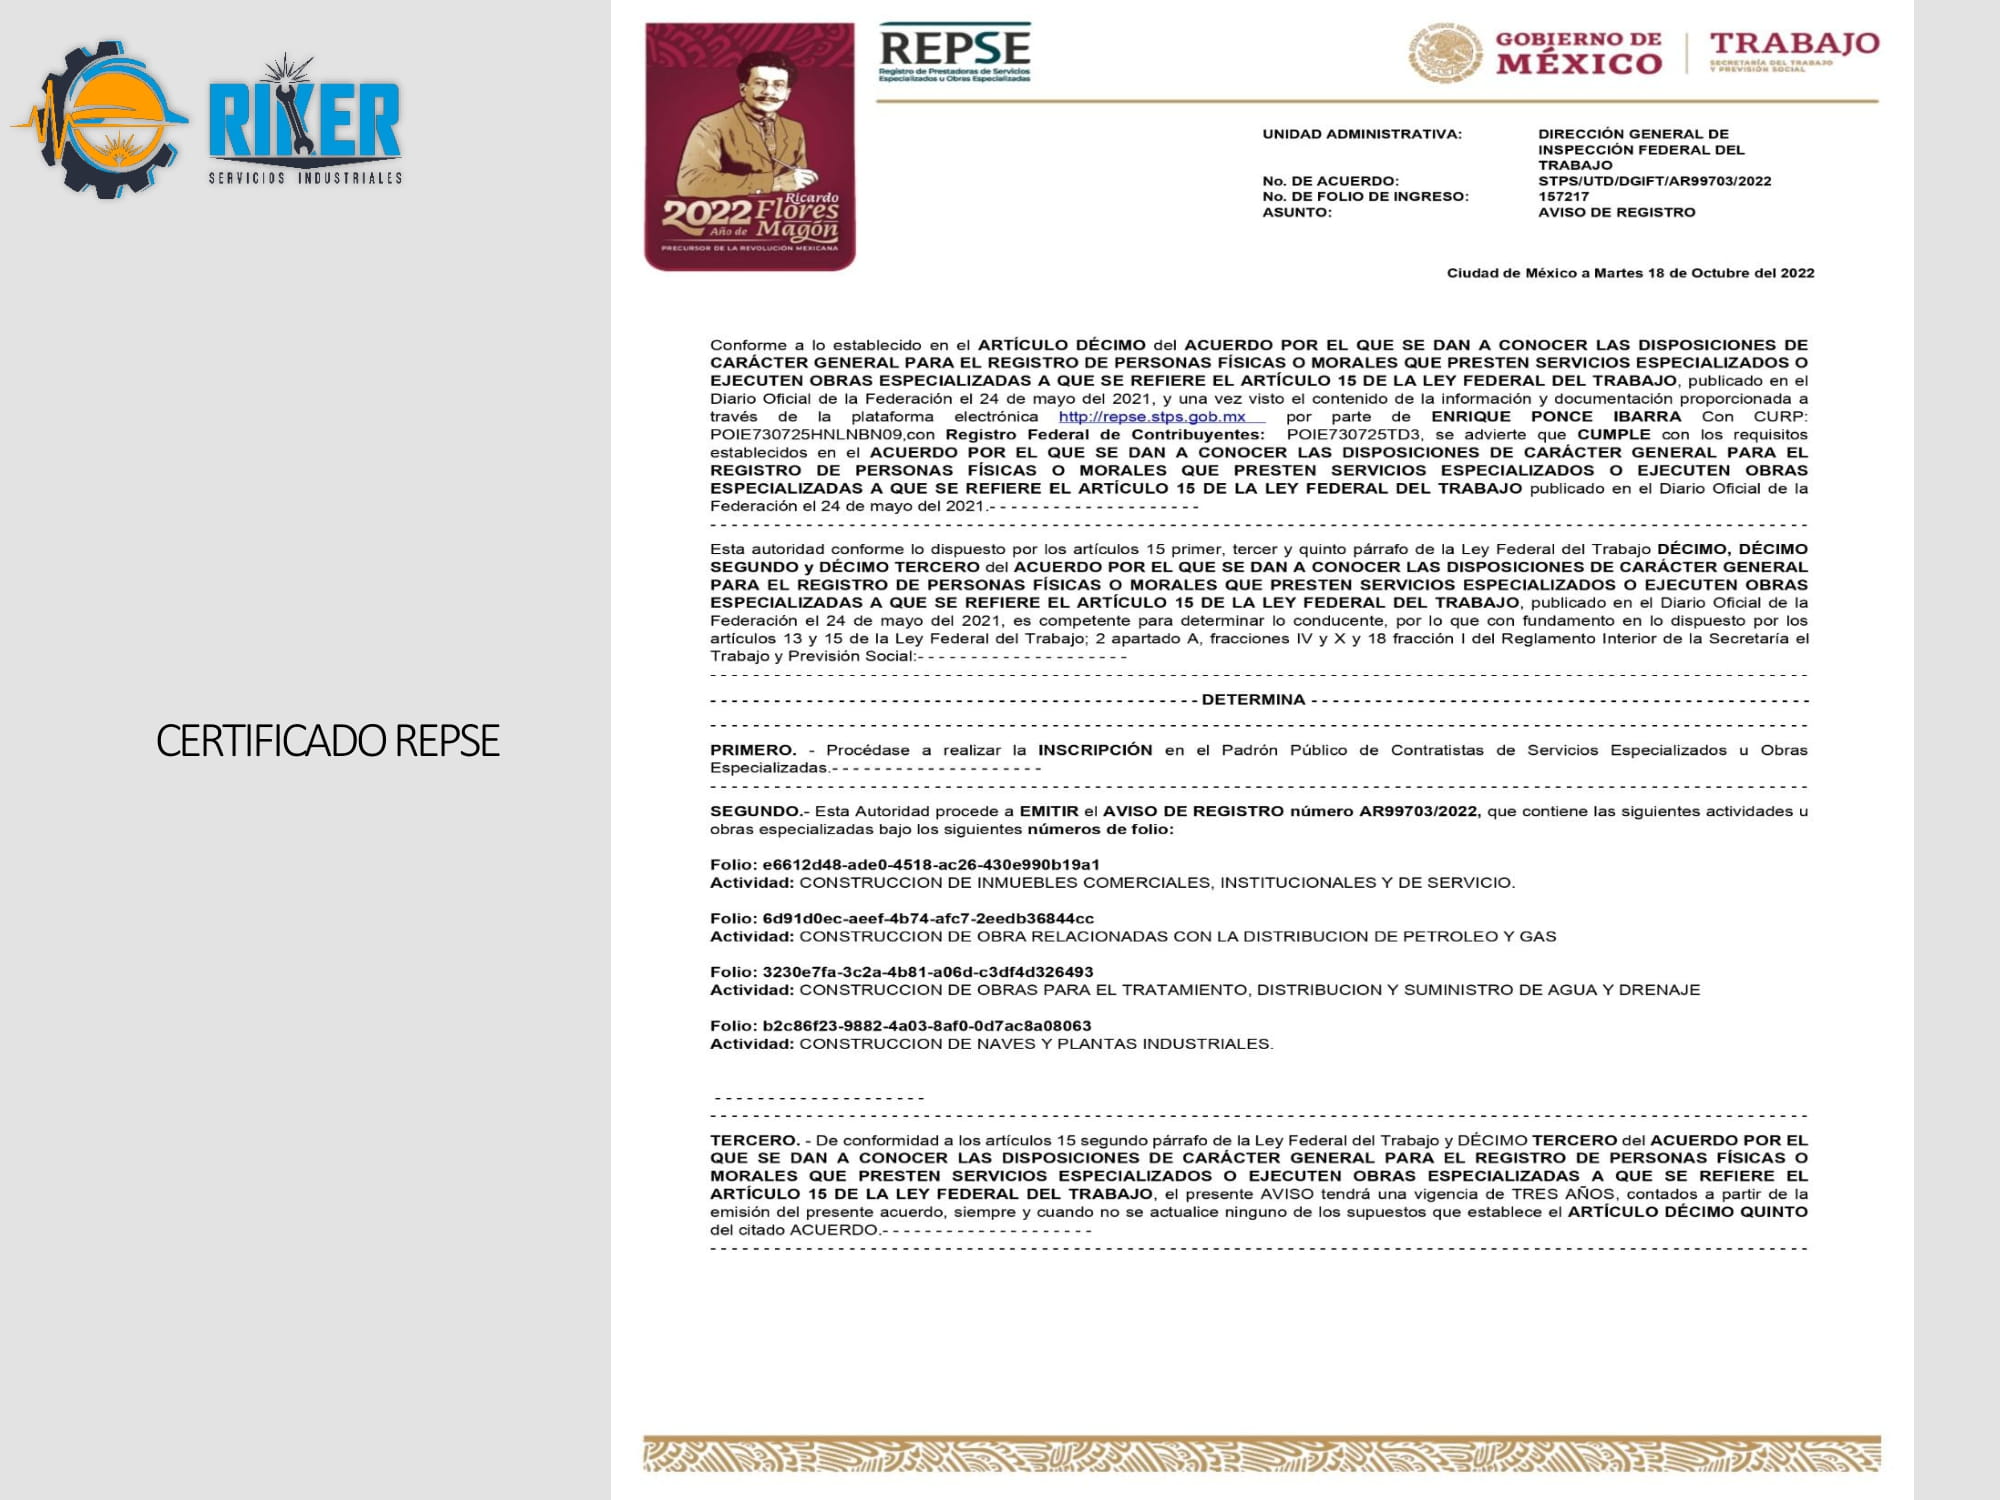 RIKER
SERVICIOS INDUSTRIALES
CERTIFICADO REPSE
2022 Ricardo
Flores
Año de Magón
PRECURSOR DE LA REVOLUCIÓN MEXICANA
REPSE
Registro de Prestadoras de Servicios
Especializados u Obras Especializadas
GOBIERNO DE
MÉXICO
TRABAJO
SECRETARÍA DEL TRABAJO
Y PREVISIÓN SOCIAL
UNIDAD ADMINISTRATIVA: DIRECCIÓN GENERAL DE
INSPECCIÓN FEDERAL DEL
TRABAJO
No. DE ACUERDO: STPS/UTD/DGIFT/AR99703/2022
No. DE FOLIO DE INGRESO: 157217
ASUNTO: AVISO DE REGISTRO
Ciudad de México a Martes 18 de Octubre del 2022
Conforme a lo establecido en el ARTÍCULO DÉCIMO del ACUERDO POR EL QUE SE DAN A CONOCER LAS DISPOSICIONES DE
CARÁCTER GENERAL PARA EL REGISTRO DE PERSONAS FÍSICAS O MORALES QUE PRESTEN SERVICIOS ESPECIALIZADOS O
EJECUTEN OBRAS ESPECIALIZADAS A QUE SE REFIERE EL ARTÍCULO 15 DE LA LEY FEDERAL DEL TRABAJO, publicado en el
Diario Oficial de la Federación el 24 de mayo del 2021, y una vez visto el contenido de la información y documentación proporcionada a
través de la plataforma electrónica http://repse.stps.gob.mx por parte de ENRIQUE PONCE IBARRA Con CURP:
POIE730725HNLNBN09,con Registro Federal de Contribuyentes: POIE730725TD3, se advierte que CUMPLE con los requisitos
establecidos en el ACUERDO POR EL QUE SE DAN A CONOCER LAS DISPOSICIONES DE CARÁCTER GENERAL PARA EL
REGISTRO DE PERSONAS FÍSICAS O MORALES QUE PRESTEN SERVICIOS ESPECIALIZADOS O EJECUTEN OBRAS
ESPECIALIZADAS A QUE SE REFIERE EL ARTÍCULO 15 DE LA LEY FEDERAL DEL TRABAJO publicado en el Diario Oficial de la
Federación el 24 de mayo del 2021.- - - - - - - - - - - - - - - - - - - -
Esta autoridad conforme lo dispuesto por los artículos 15 primer, tercer y quinto párrafo de la Ley Federal del Trabajo DÉCIMO, DÉCIMO
SEGUNDO y DÉCIMO TERCERO del ACUERDO POR EL QUE SE DAN A CONOCER LAS DISPOSICIONES DE CARÁCTER GENERAL
PARA EL REGISTRO DE PERSONAS FÍSICAS O MORALES QUE PRESTEN SERVICIOS ESPECIALIZADOS O EJECUTEN OBRAS
ESPECIALIZADAS A QUE SE REFIERE EL ARTÍCULO 15 DE LA LEY FEDERAL DEL TRABAJO, publicado en el Diario Oficial de la
Federación el 24 de mayo del 2021, es competente para determinar lo conducente, por lo que con fundamento en lo dispuesto por los
artículos 13 y 15 de la Ley Federal del Trabajo; 2 apartado A, fracciones IV y X y 18 fracción I del Reglamento Interior de la Secretaría el
Trabajo y Previsión Social:- - - - - - - - - - - - - - - - - - - -
- - - - - - - - - - DETERMINA - - - - - - - - - -
PRIMERO. - Procédase a realizar la INSCRIPCIÓN en el Padrón Público de Contratistas de Servicios Especializados u Obras
Especializadas.- - - - - - - - - - - - - - - - - - - -
SEGUNDO.- Esta Autoridad procede a EMITIR el AVISO DE REGISTRO número AR99703/2022, que contiene las siguientes actividades u
obras especializadas bajo los siguientes números de folio:
Folio: e6612d48-ade0-4518-ac26-430e990b19a1
Actividad: CONSTRUCCION DE INMUEBLES COMERCIALES, INSTITUCIONALES Y DE SERVICIO.
Folio: 6d91d0ec-aeef-4b74-afc7-2eedb36844cc
Actividad: CONSTRUCCION DE OBRA RELACIONADAS CON LA DISTRIBUCION DE PETROLEO Y GAS
Folio: 3230e7fa-3c2a-4b81-a06d-c3df4d326493
Actividad: CONSTRUCCION DE OBRAS PARA EL TRATAMIENTO, DISTRIBUCION Y SUMINISTRO DE AGUA Y DRENAJE
Folio: b2c86f23-9882-4a03-8af0-0d7ac8a08063
Actividad: CONSTRUCCION DE NAVES Y PLANTAS INDUSTRIALES.
TERCERO. - De conformidad a los artículos 15 segundo párrafo de la Ley Federal del Trabajo y DÉCIMO TERCERO del ACUERDO POR EL
QUE SE DAN A CONOCER LAS DISPOSICIONES DE CARÁCTER GENERAL PARA EL REGISTRO DE PERSONAS FÍSICAS O
MORALES QUE PRESTEN SERVICIOS ESPECIALIZADOS O EJECUTEN OBRAS ESPECIALIZADAS A QUE SE REFIERE EL
ARTÍCULO 15 DE LA LEY FEDERAL DEL TRABAJO, el presente AVISO tendrá una vigencia de TRES AÑOS, contados a partir de la
emisión del presente acuerdo, siempre y cuando no se actualice ninguno de los supuestos que establece el ARTÍCULO DÉCIMO QUINTO
del citado ACUERDO.- - - - - - - - - - - - - - - - - - - -